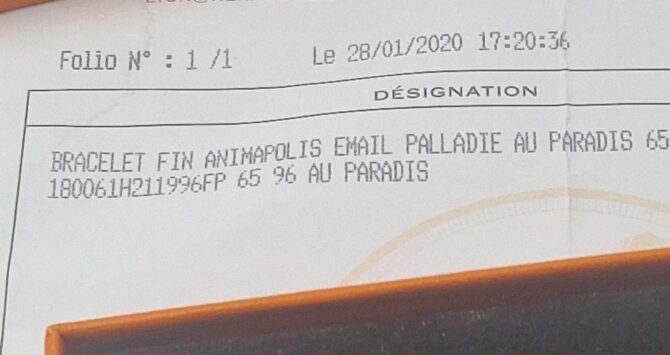 Folio N° : 1 /1 Le 28/01/2020 17:20:36
DÉSIGNATION
BRACELET FIN ANIMAPOLIS EMAIL PALLADIE AU PARADIS 65
180061H211996FP 65 96 AU PARADIS